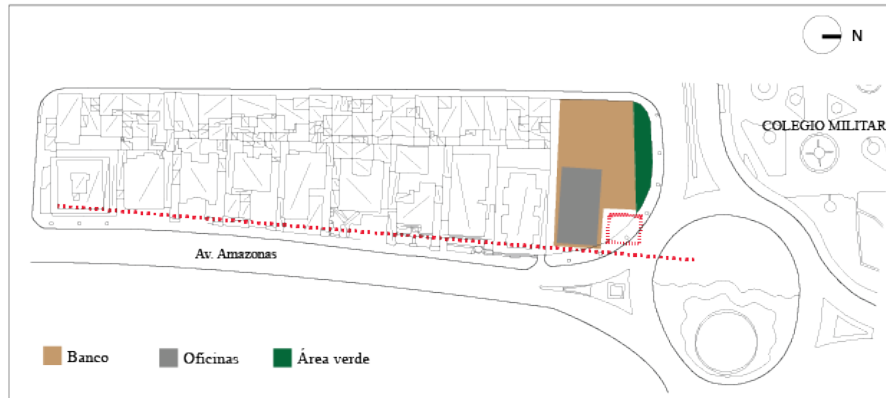 N
COLEGIO MILITAR
Av. Amazonas
Banco
Oficinas
Área verde